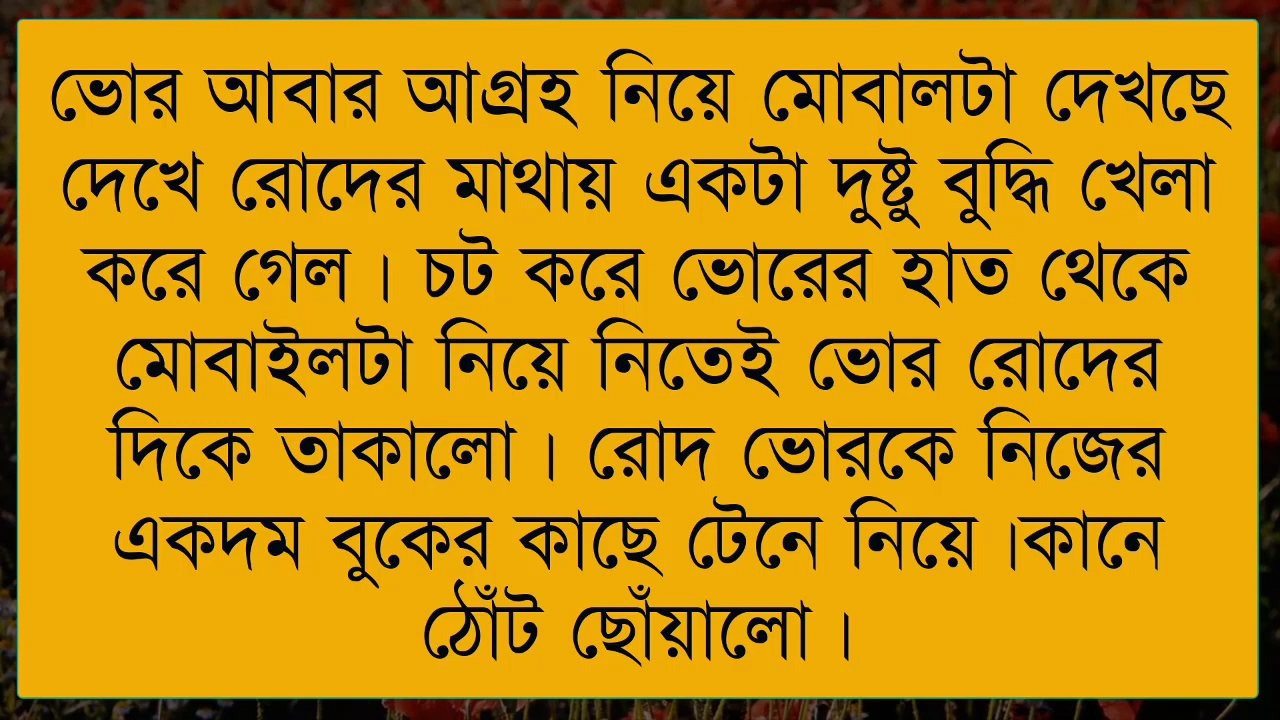 ভোর আবার আগ্রহ নিয়ে মোবালটা দেখছে
দেখে রোদের মাথায় একটা দুষ্টু বুদ্ধি খেলা
করে গেল । চট করে ভোরের হাত থেকে
মোবাইলটা নিয়ে নিতেই ভোর রোদের
দিকে তাকালো । রোদ ভোরকে নিজের
একদম বুকের কাছে টেনে নিয়ে ।কানে
ঠোঁট ছোঁয়ালো ।